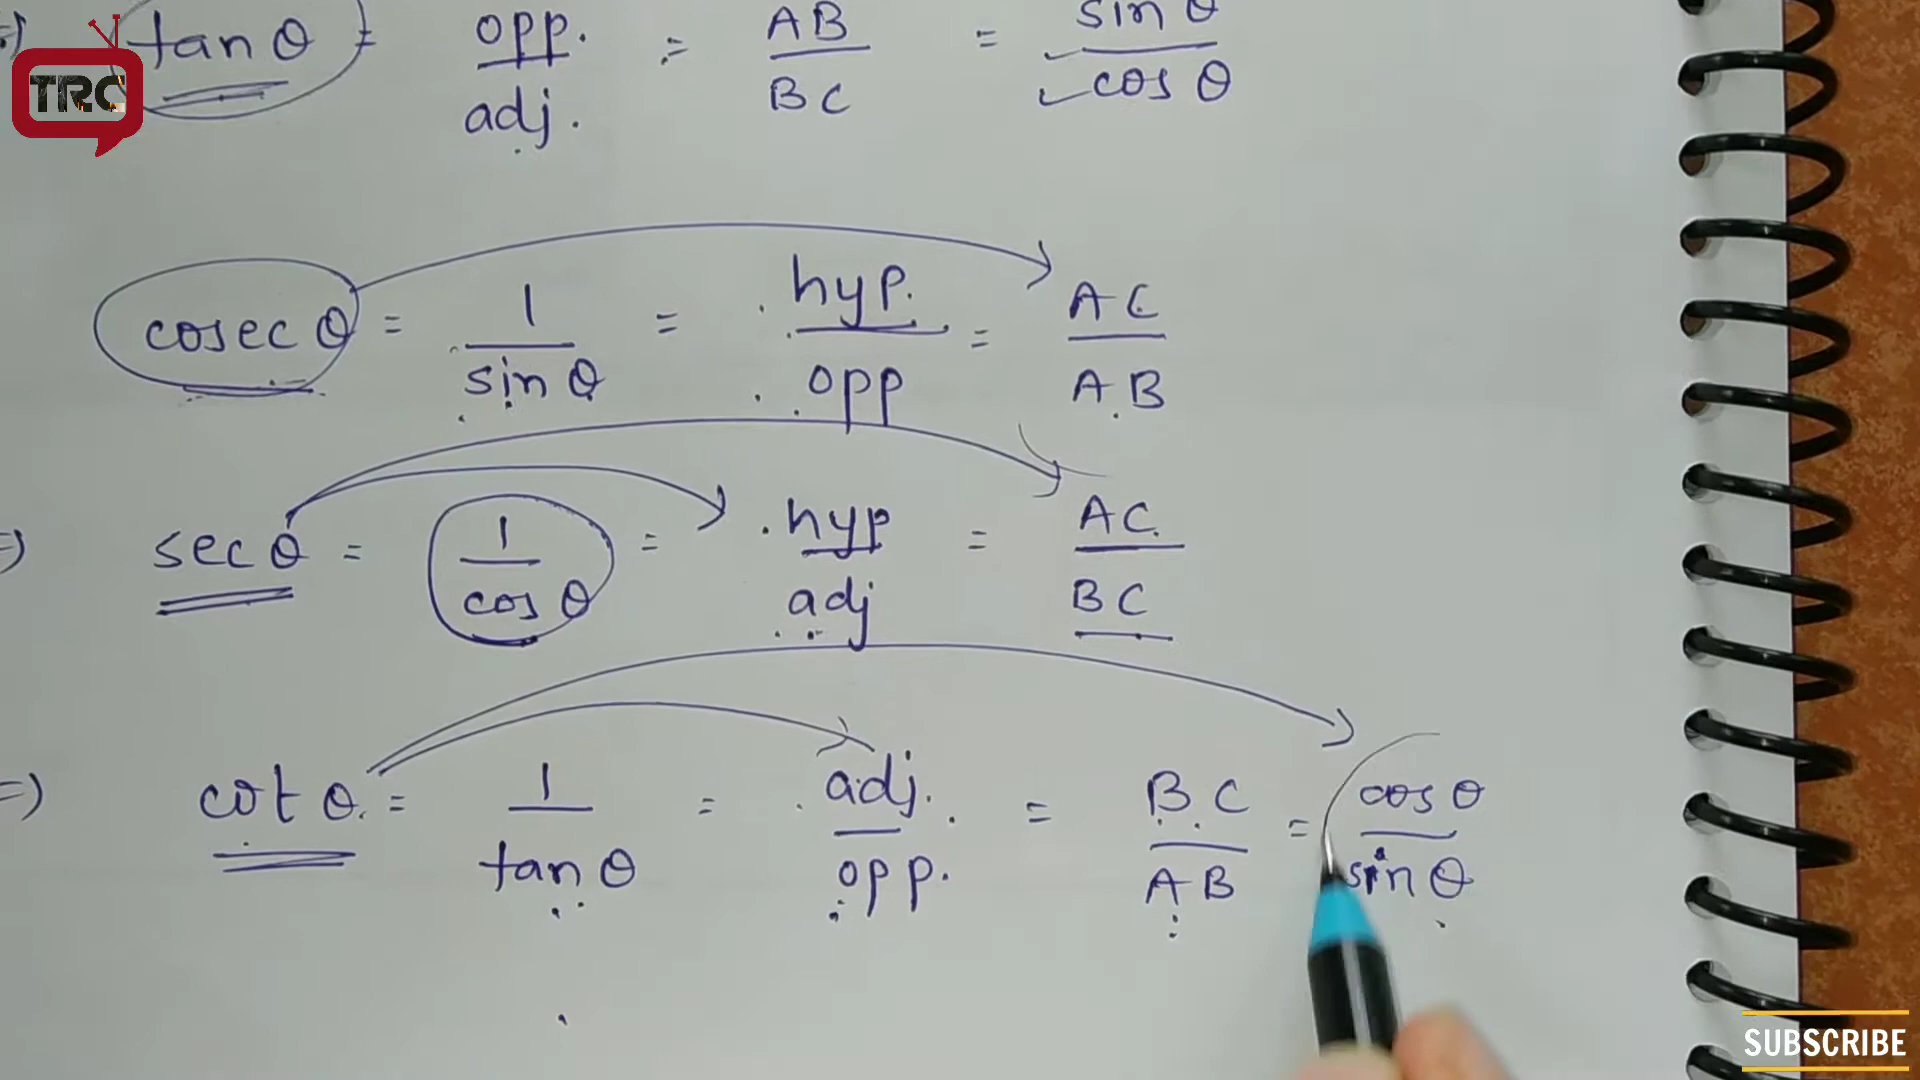 TRC
tan θ = opp. / adj. = AB / BC = sin θ / cos θ
cosec θ = 1 / sin θ = hyp. / opp = AC / AB
=) sec θ = 1 / cos θ = hyp / adj = AC / BC
=) cot θ = 1 / tan θ = adj. / opp. = BC / AB = cos θ / sin θ
SUBSCRIBE